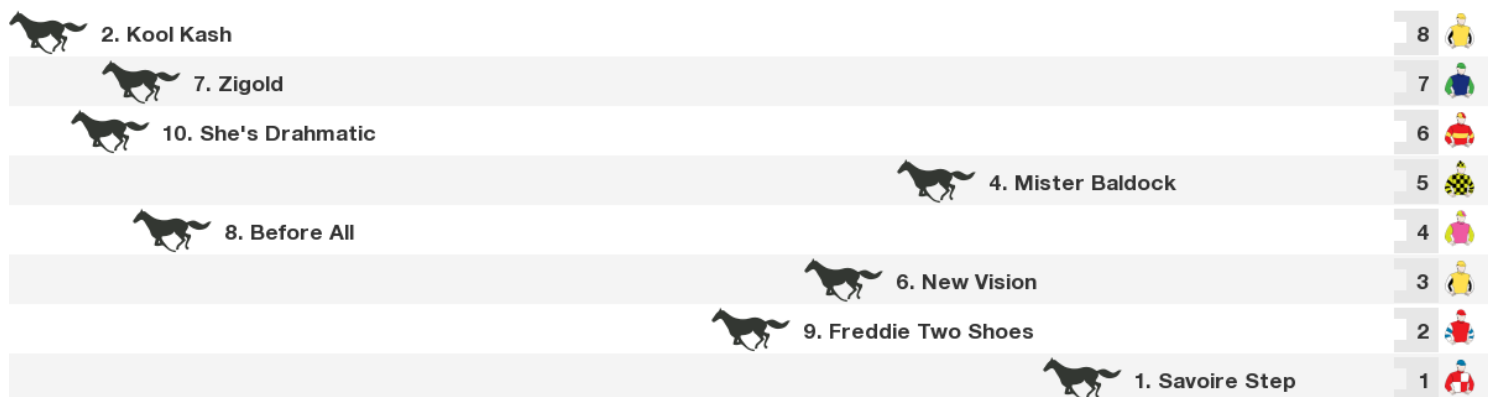 2. Kool Kash 8
7. Zigold 7
10. She's Drahmatic 6
4. Mister Baldock 5
8. Before All 4
6. New Vision 3
9. Freddie Two Shoes 2
1. Savoire Step 1